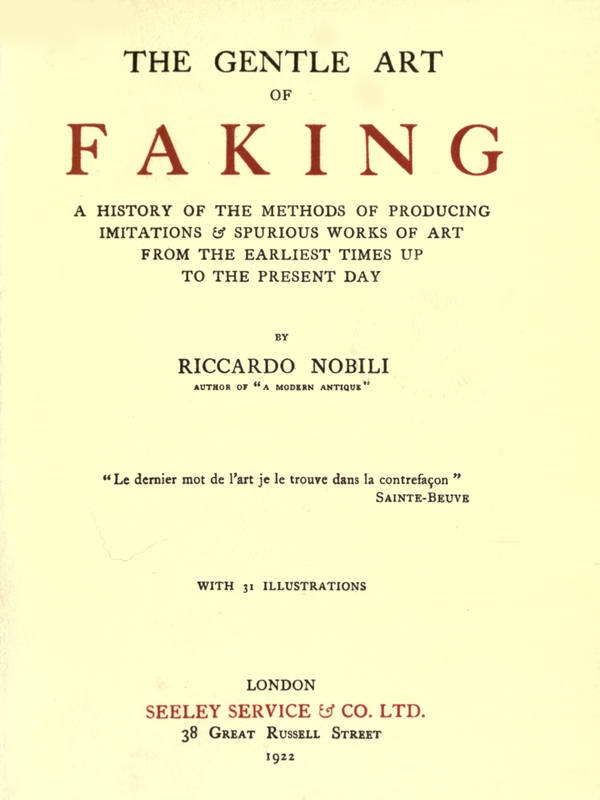 THE GENTLE ART
OF
FAKING
A HISTORY OF THE METHODS OF PRODUCING
IMITATIONS & SPURIOUS WORKS OF ART
FROM THE EARLIEST TIMES UP
TO THE PRESENT DAY
BY
RICCARDO NOBILI
AUTHOR OF “A MODERN ANTIQUE”
“Le dernier mot de l'art je le trouve dans la contrefaçon”
SAINTE-BEUVE
WITH 31 ILLUSTRATIONS
LONDON
SEELEY SERVICE & CO. LTD.
38 GREAT RUSSELL STREET
1922